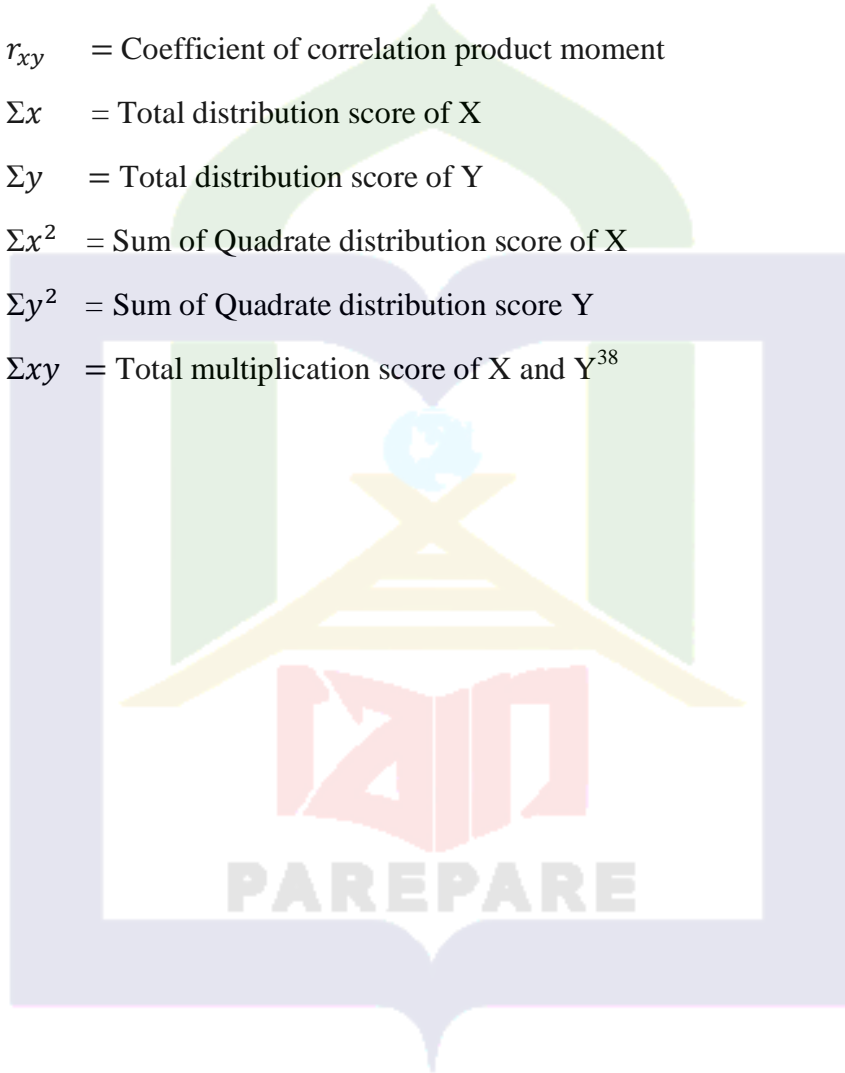 r_xy = Coefficient of correlation product moment
Σx = Total distribution score of X
Σy = Total distribution score of Y
Σx² = Sum of Quadrate distribution score of X
Σy² = Sum of Quadrate distribution score Y
Σxy = Total multiplication score of X and Y³⁸
iain
PAREPARE